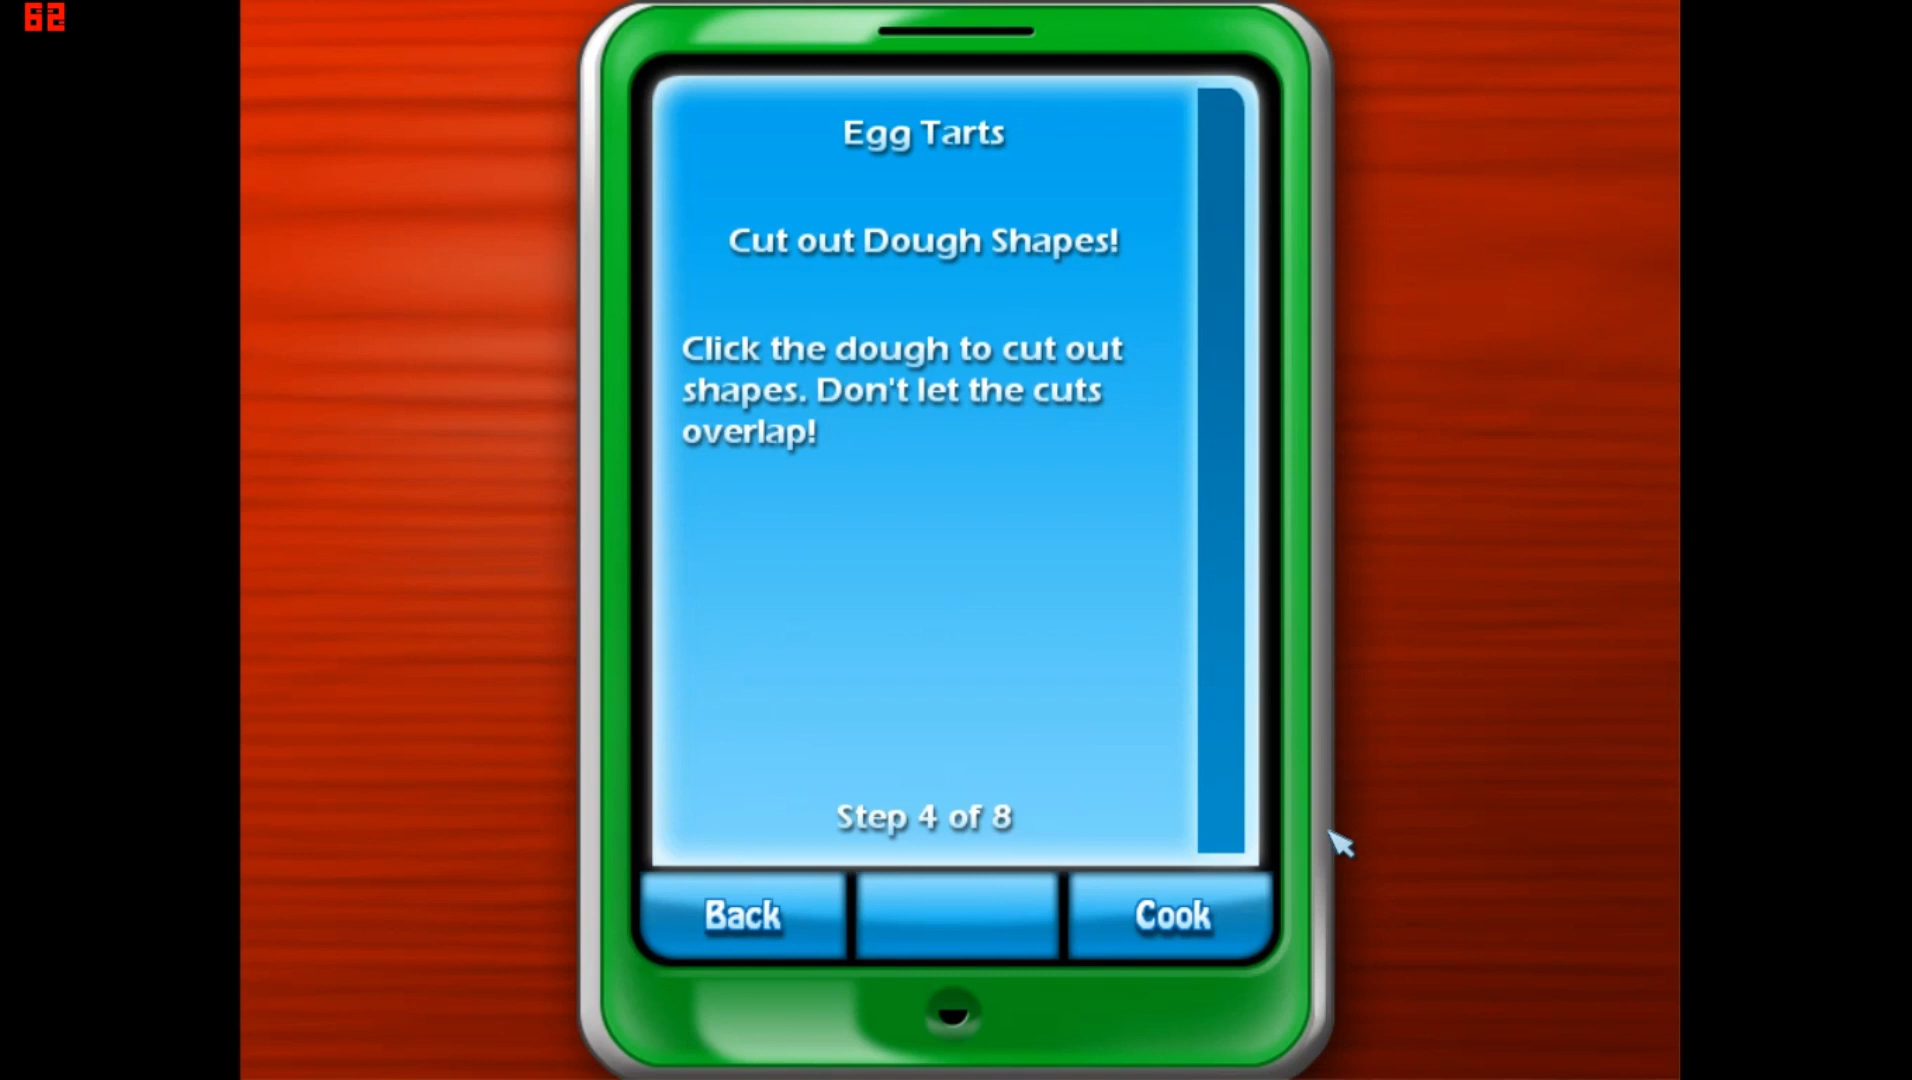 62
Egg Tarts
Cut out Dough Shapes!
Click the dough to cut out
shapes. Don't let the cuts
overlap!
Step 4 of 8
Back
Cook